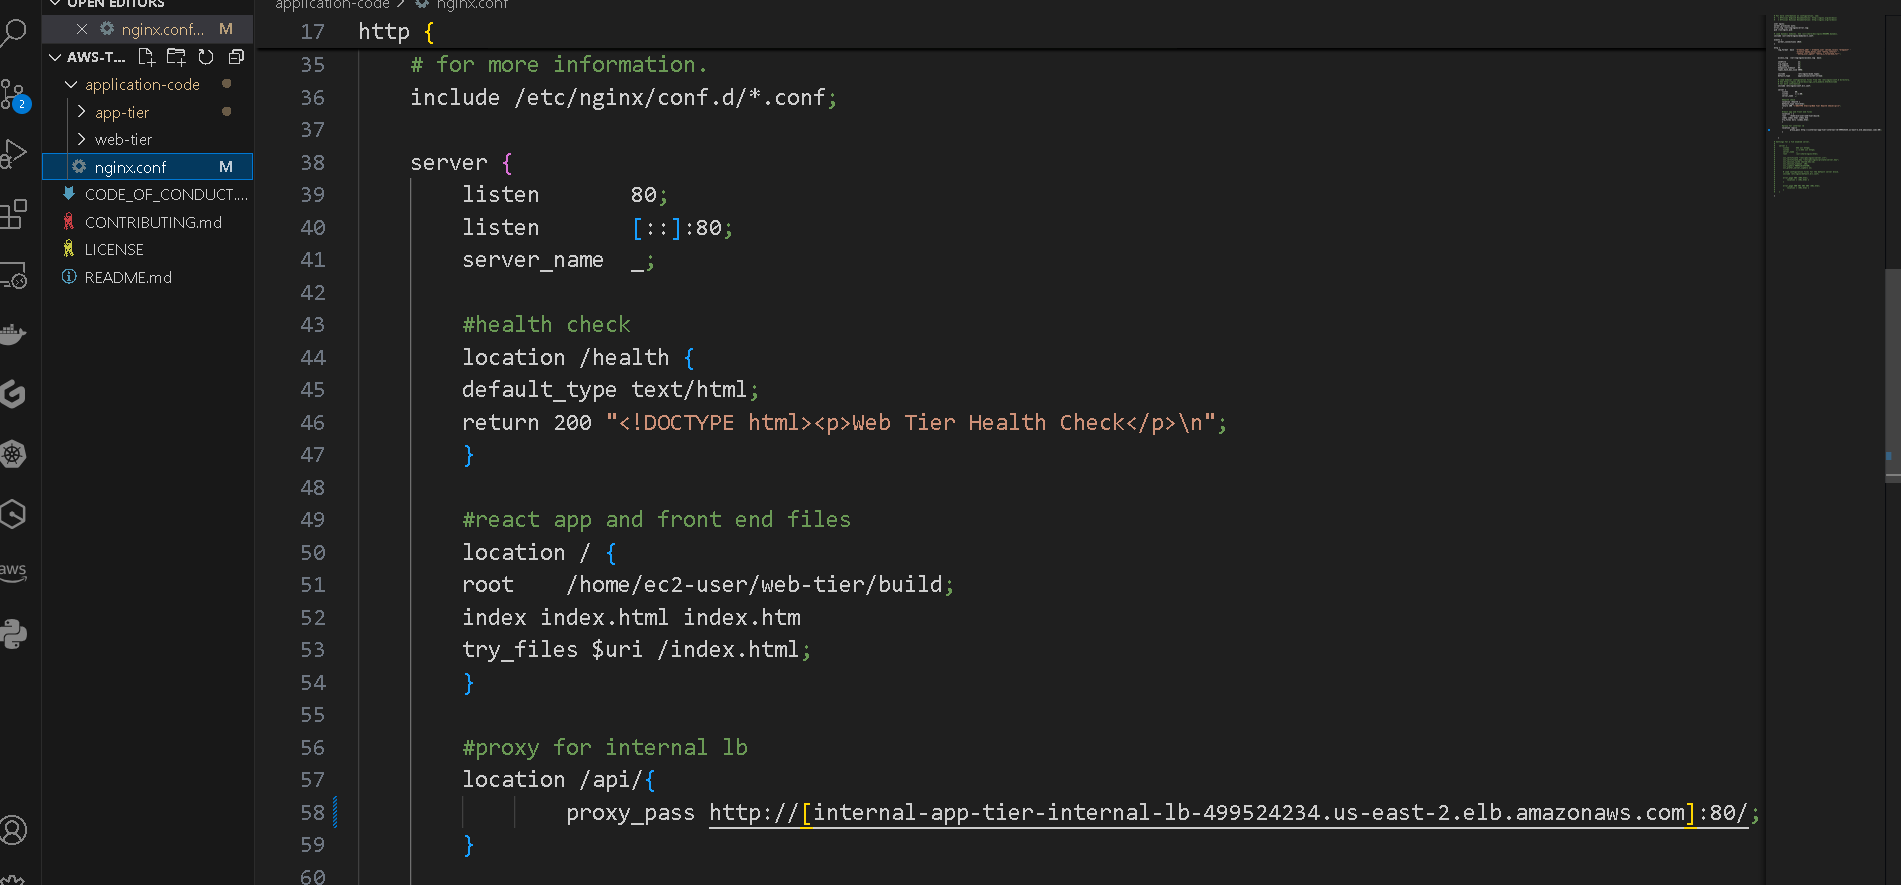 OPEN EDITORS
nginx.conf... M
AWS-T...
application-code
app-tier
web-tier
nginx.conf M
CODE_OF_CONDUCT....
CONTRIBUTING.md
LICENSE
README.md
2
aws
application-code > nginx.conf
17 http {
35 # for more information.
36 include /etc/nginx/conf.d/*.conf;
37
38 server {
39 listen 80;
40 listen [::]:80;
41 server_name _;
42
43 #health check
44 location /health {
45 default_type text/html;
46 return 200 "<!DOCTYPE html><p>Web Tier Health Check</p>\n";
47 }
48
49 #react app and front end files
50 location / {
51 root /home/ec2-user/web-tier/build;
52 index index.html index.htm
53 try_files $uri /index.html;
54 }
55
56 #proxy for internal lb
57 location /api/{
58 proxy_pass http://[internal-app-tier-internal-lb-499524234.us-east-2.elb.amazonaws.com]:80/;
59 }
60